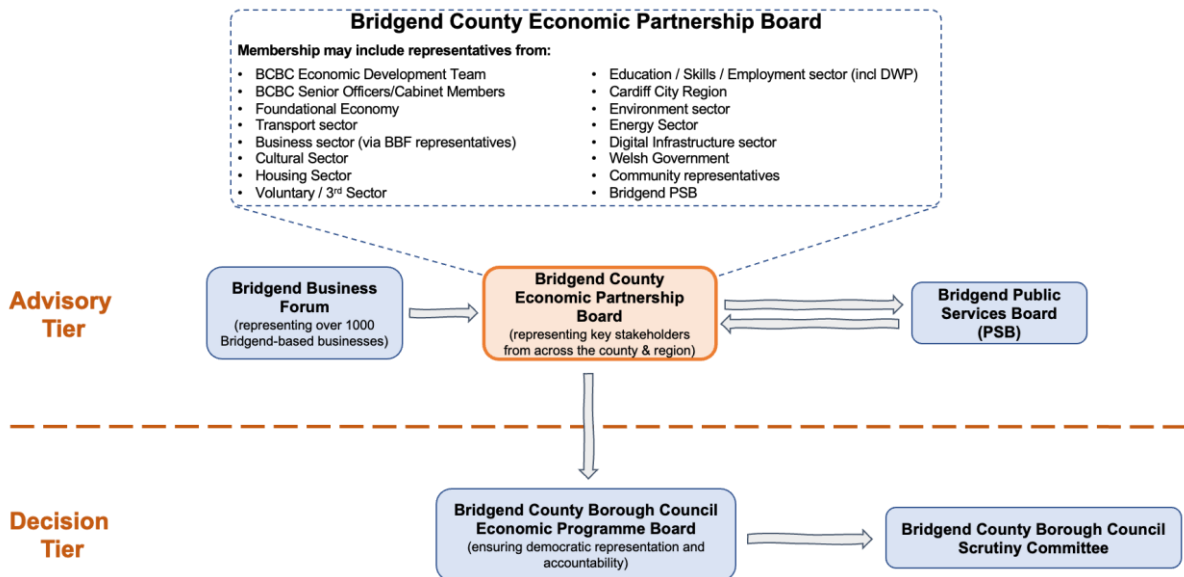 Bridgend County Economic Partnership Board
Membership may include representatives from:
• BCBC Economic Development Team
• BCBC Senior Officers/Cabinet Members
• Foundational Economy
• Transport sector
• Business sector (via BBF representatives)
• Cultural Sector
• Housing Sector
• Voluntary / 3rd Sector
• Education / Skills / Employment sector (incl DWP)
• Cardiff City Region
• Environment sector
• Energy Sector
• Digital Infrastructure sector
• Welsh Government
• Community representatives
• Bridgend PSB
Advisory
Tier
Bridgend Business
Forum
(representing over 1000
Bridgend-based businesses)
Bridgend County
Economic Partnership
Board
(representing key stakeholders
from across the county & region)
Bridgend Public
Services Board
(PSB)
Decision
Tier
Bridgend County Borough Council
Economic Programme Board
(ensuring democratic representation and
accountability)
Bridgend County Borough Council
Scrutiny Committee